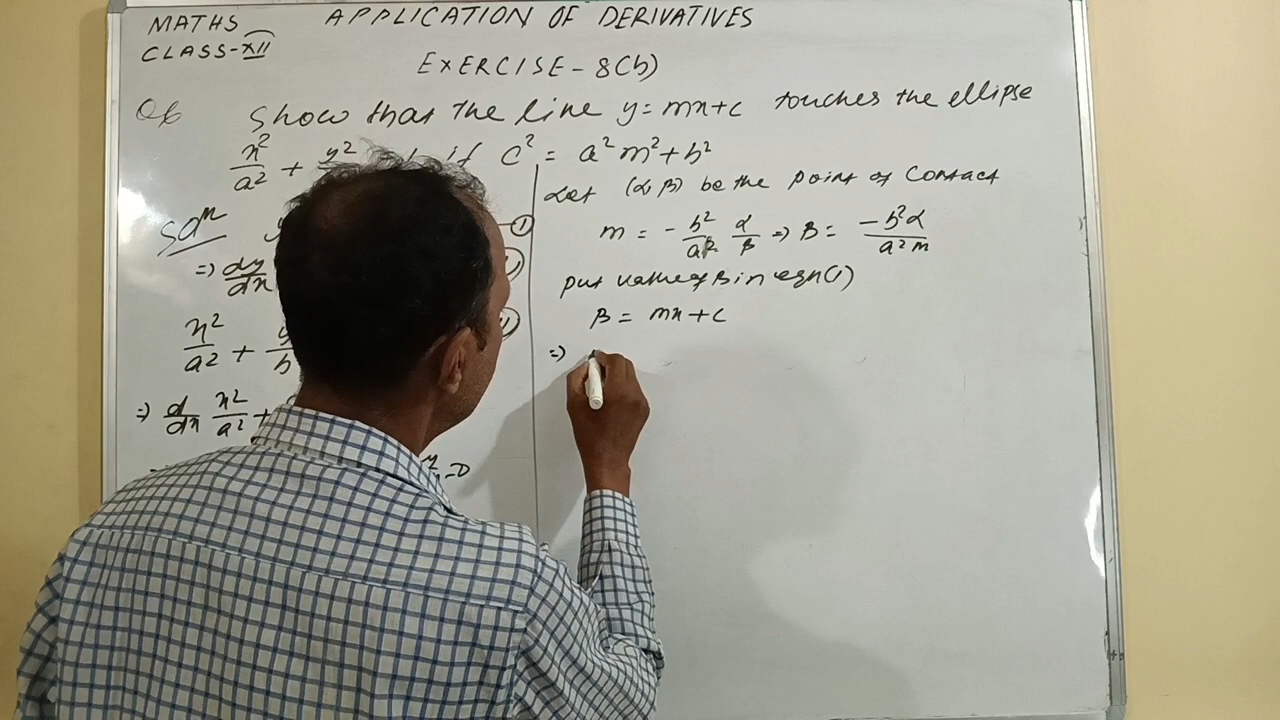 MATHS
CLASS-XII
APPLICATION OF DERIVATIVES
EXERCISE-8(b)
Q6 Show that the line y=mx+c touches the ellipse
x²/a² + y² if c² = a²m²+b²
Solⁿ
①
=> dy/dx
x²/a² +
=> d/dx x²/a² +
=0
Let (α, β) be the point of Contact
m = - b²/a² α/β => β = -b²α/a²m
put value of β in eqn(1)
β = mx+c
=>